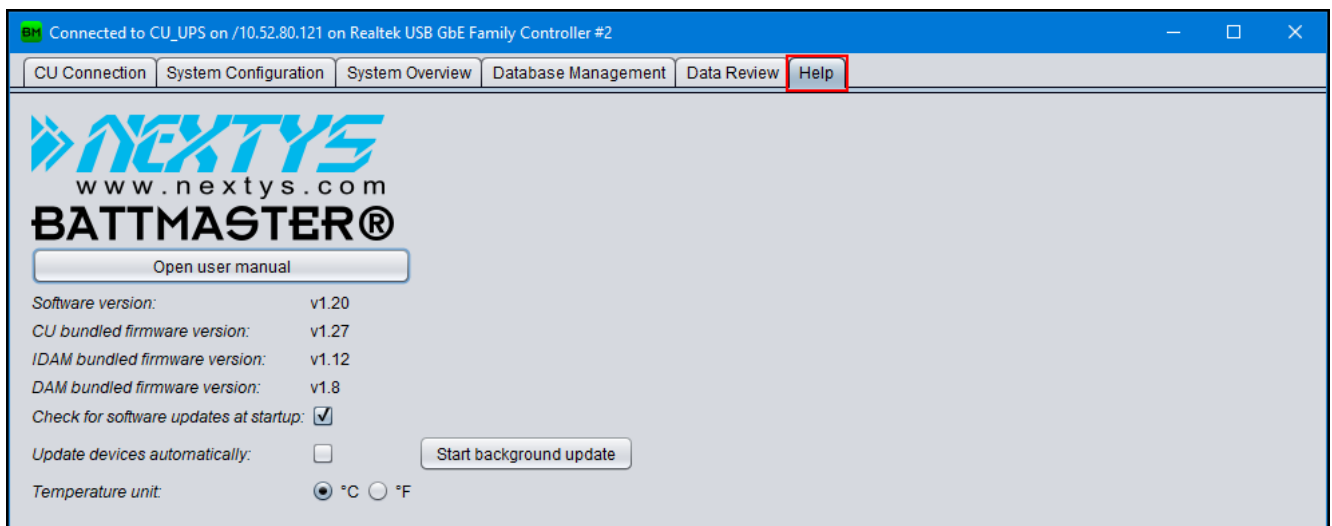 BM Connected to CU_UPS on /10.52.80.121 on Realtek USB GbE Family Controller #2
CU Connection System Configuration System Overview Database Management Data Review Help
NEXTYS
www.nextys.com
BATTMASTER®
Open user manual
Software version: v1.20
CU bundled firmware version: v1.27
IDAM bundled firmware version: v1.12
DAM bundled firmware version: v1.8
Check for software updates at startup:
Update devices automatically: Start background update
Temperature unit: °C °F